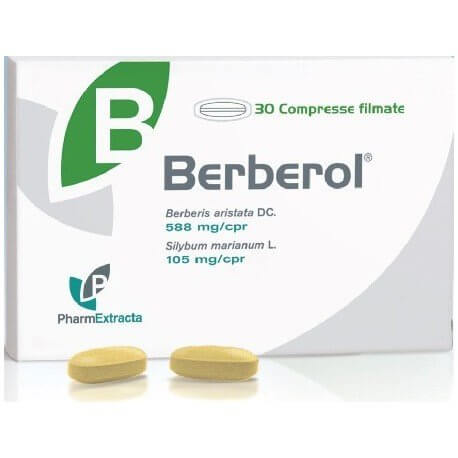 B
30 Compresse filmate
Berberol®
Berberis aristata DC.
588 mg/cpr
Silybum marianum L.
105 mg/cpr
P
PharmExtracta